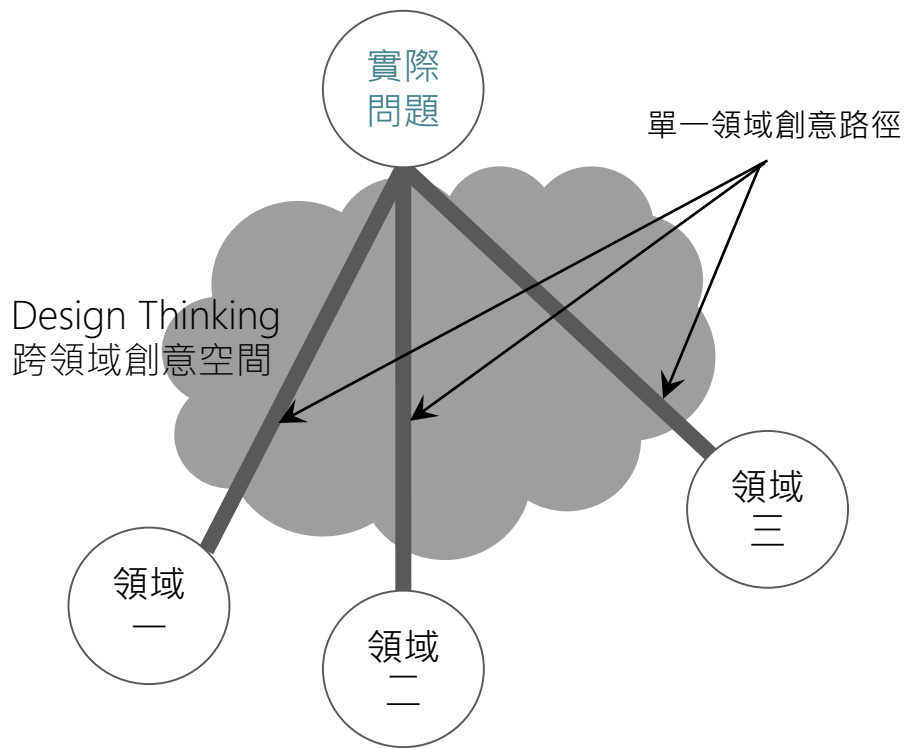 實際
問題
單一領域創意路徑
Design Thinking
跨領域創意空間
領域
一
領域
二
領域
三